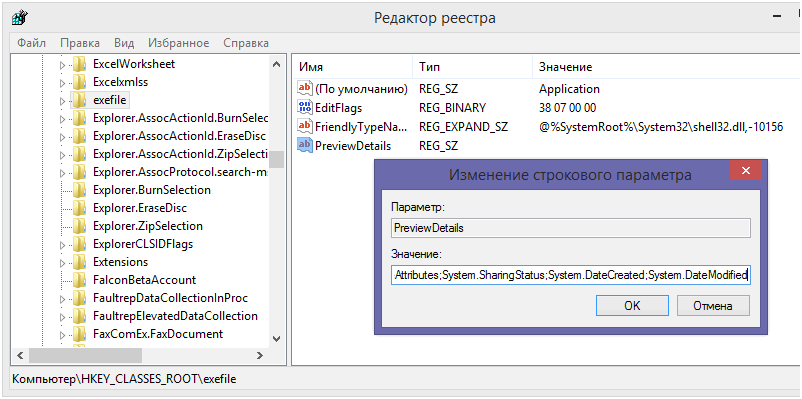 Редактор реестра
Файл Правка Вид Избранное Справка
ExcelWorksheet
Excelxmlss
exefile
Explorer.AssocActionId.BurnSelec
Explorer.AssocActionId.EraseDisc
Explorer.AssocActionId.ZipSelecti
Explorer.AssocProtocol.search-m
Explorer.BurnSelection
Explorer.EraseDisc
Explorer.ZipSelection
ExplorerCLSIDFlags
Extensions
FalconBetaAccount
FaultrepDataCollectionInProc
FaultrepElevatedDataCollection
FaxComEx.FaxDocument
Имя Тип Значение
(По умолчанию) REG_SZ Application
EditFlags REG_BINARY 38 07 00 00
FriendlyTypeNa... REG_EXPAND_SZ @%SystemRoot%\System32\shell32.dll,-10156
PreviewDetails REG_SZ
Изменение строкового параметра
Параметр:
PreviewDetails
Значение:
Attributes;System.SharingStatus;System.DateCreated;System.DateModified
OK Отмена
Компьютер\HKEY_CLASSES_ROOT\exefile